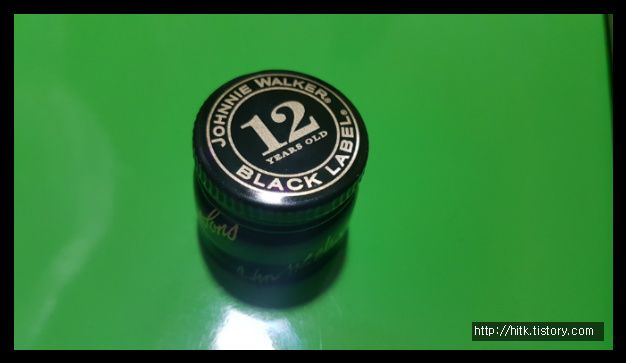 JOHNNIE WALKER®
12
YEARS OLD
BLACK LABEL®
http://hitk.tistory.com